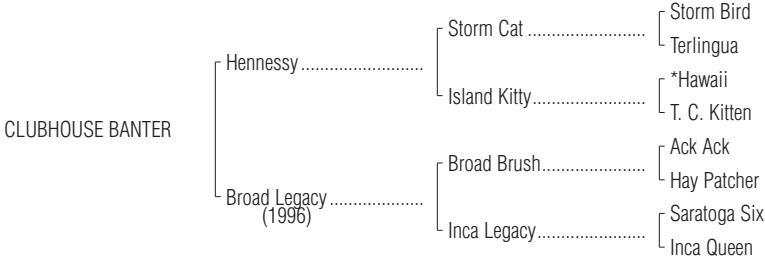 Storm Bird
Storm Cat ..........................
Terlingua
Hennessy ..........................
*Hawaii
Island Kitty ........................
T. C. Kitten
CLUBHOUSE BANTER
Ack Ack
Broad Brush ......................
Hay Patcher
Broad Legacy ....................
(1996)
Saratoga Six
Inca Legacy .......................
Inca Queen